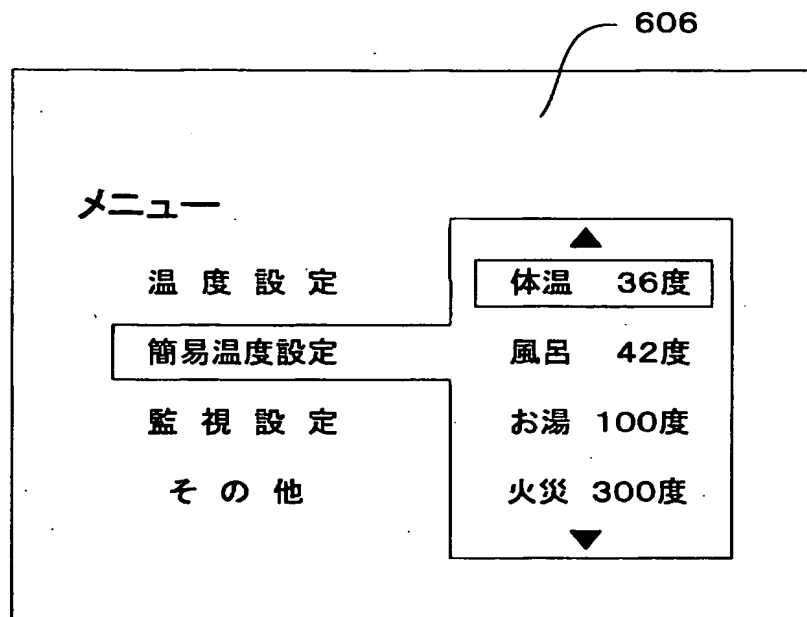 606
メニュー
▲
温度設定 体温 36度
簡易温度設定 風呂 42度
監視設定 お湯 100度
その他 火災 300度
▼